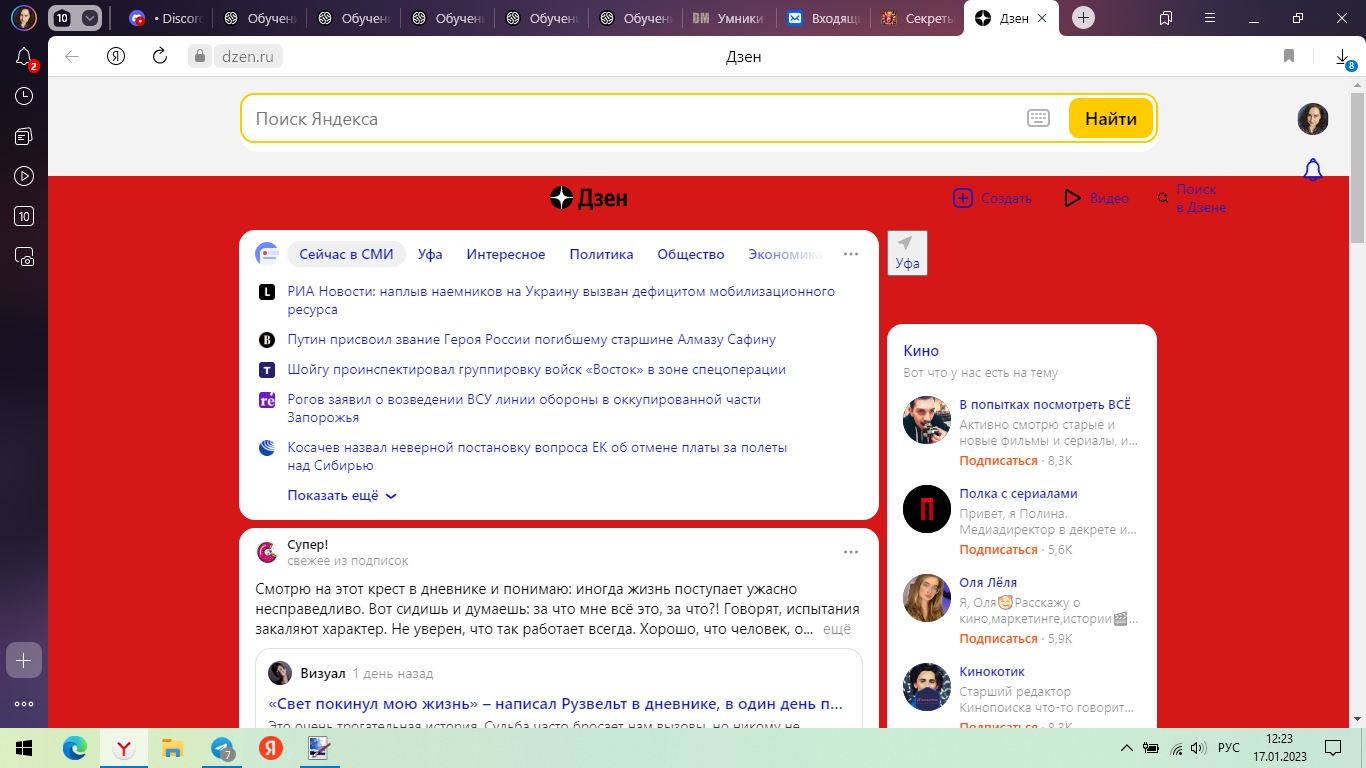 10
• Discord
Обучени
Обучени
Обучени
Обучени
Обучени
Умники
Входящи
Секреты
Дзен
2
dzen.ru
Дзен
8
Поиск Яндекса
Найти
10
Дзен
Создать
Видео
Поиск
в Дзене
Сейчас в СМИ
Уфа
Интересное
Политика
Общество
Экономика
Уфа
РИА Новости: наплыв наемников на Украину вызван дефицитом мобилизационного
ресурса
Путин присвоил звание Героя России погибшему старшине Алмазу Сафину
Шойгу проинспектировал группировку войск «Восток» в зоне спецоперации
Рогов заявил о возведении ВСУ линии обороны в оккупированной части
Запорожья
Косачев назвал неверной постановку вопроса ЕК об отмене платы за полеты
над Сибирью
Показать ещё
Кино
Вот что у нас есть на тему
В попытках посмотреть ВСЁ
Активно смотрю старые и
новые фильмы и сериалы, и...
Подписаться · 8,3K
Полка с сериалами
Привет, я Полина.
Медиадиректор в декрете и...
Подписаться · 5,6K
Оля Лёля
Я, Оля🥰Расскажу о
кино,маркетинге,истории🎬...
Подписаться · 5,9K
Кинокотик
Старший редактор
Кинопоиска что-то говорит...
Подписаться · 8,3K
Супер!
свежее из подписок
Смотрю на этот крест в дневнике и понимаю: иногда жизнь поступает ужасно
несправедливо. Вот сидишь и думаешь: за что мне всё это, за что?! Говорят, испытания
закаляют характер. Не уверен, что так работает всегда. Хорошо, что человек, о... ещё
Визуал 1 день назад
«Свет покинул мою жизнь» – написал Рузвельт в дневнике, в один день п...
Это очень трогательная история. Судьба часто бросает нам вызовы, но никому не
7
РУС
12:23
17.01.2023